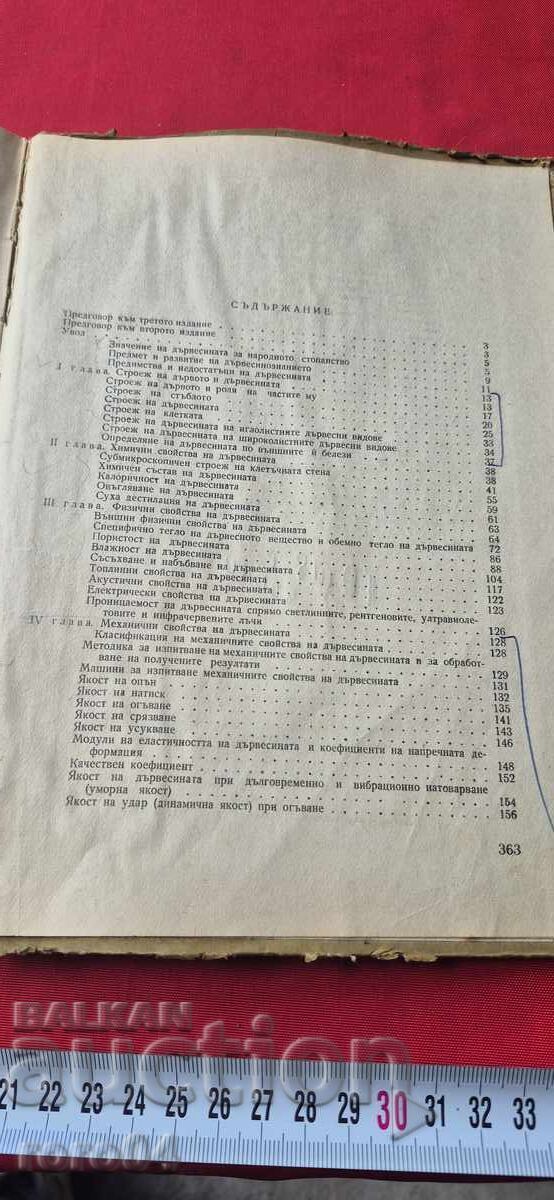 СЪДЪРЖАНИЕ
Предговор към третото издание 3
Предговор към второто издание 3
Увод 5
Значение на дървесината за народното стопанство 5
Предмет и развитие на дървесинознанието 9
Предимства и недостатъци на дървесината 11
I глава. Строеж на дървото и дървесината 13
Строеж на дървото и роля на частите му 13
Строеж на стъблото 17
Строеж на дървесината 20
Строеж на клетката 25
Строеж на дървесината на иглолистните дървесни видове 33
Строеж на дървесината на широколистните дървесни видове 34
Определяне на дървесината по външните ѝ белези 37
II глава. Химични свойства на дървесината 38
Субмикроскопичен строеж на клетъчната стена 38
Химичен състав на дървесината 41
Калоричност на дървесината 55
Овъгляване на дървесината 59
Суха дестилация на дървесината 61
III глава. Физични свойства на дървесината 63
Външни физични свойства на дървесината 64
Специфично тегло на дървесното вещество и обемно тегло на дървесината 72
Пористост на дървесината 86
Влажност на дървесината 88
Съсъхване и набъбване на дървесината 104
Топлинни свойства на дървесината 117
Акустични свойства на дървесината 122
Електрически свойства на дървесината 123
Проницаемост на дървесината спрямо светлинните, рентгеновите, ултравиоле-
товите и инфрачервените лъчи 126
IV глава. Механични свойства на дървесината 128
Класификация на механичните свойства на дървесината 128
Методика за изпитване на механичните свойства на дървесината и за обработ-
ване на получените резултати 129
Машини за изпитване механичните свойства на дървесината 131
Якост на опън 132
Якост на натиск 135
Якост на огъване 141
Якост на срязване 143
Якост на усукване 146
Модули на еластичността на дървесината и коефициенти на напречната де-
формация 148
Качествен коефициент 152
Якост на дървесината при дълговременно и вибрационно натоварване
(уморна якост) 154
Якост на удар (динамична якост) при огъване 156
363
BALKAN
auction
toto04
21 22 23 24 25 26 27 28 29 30 31 32 33